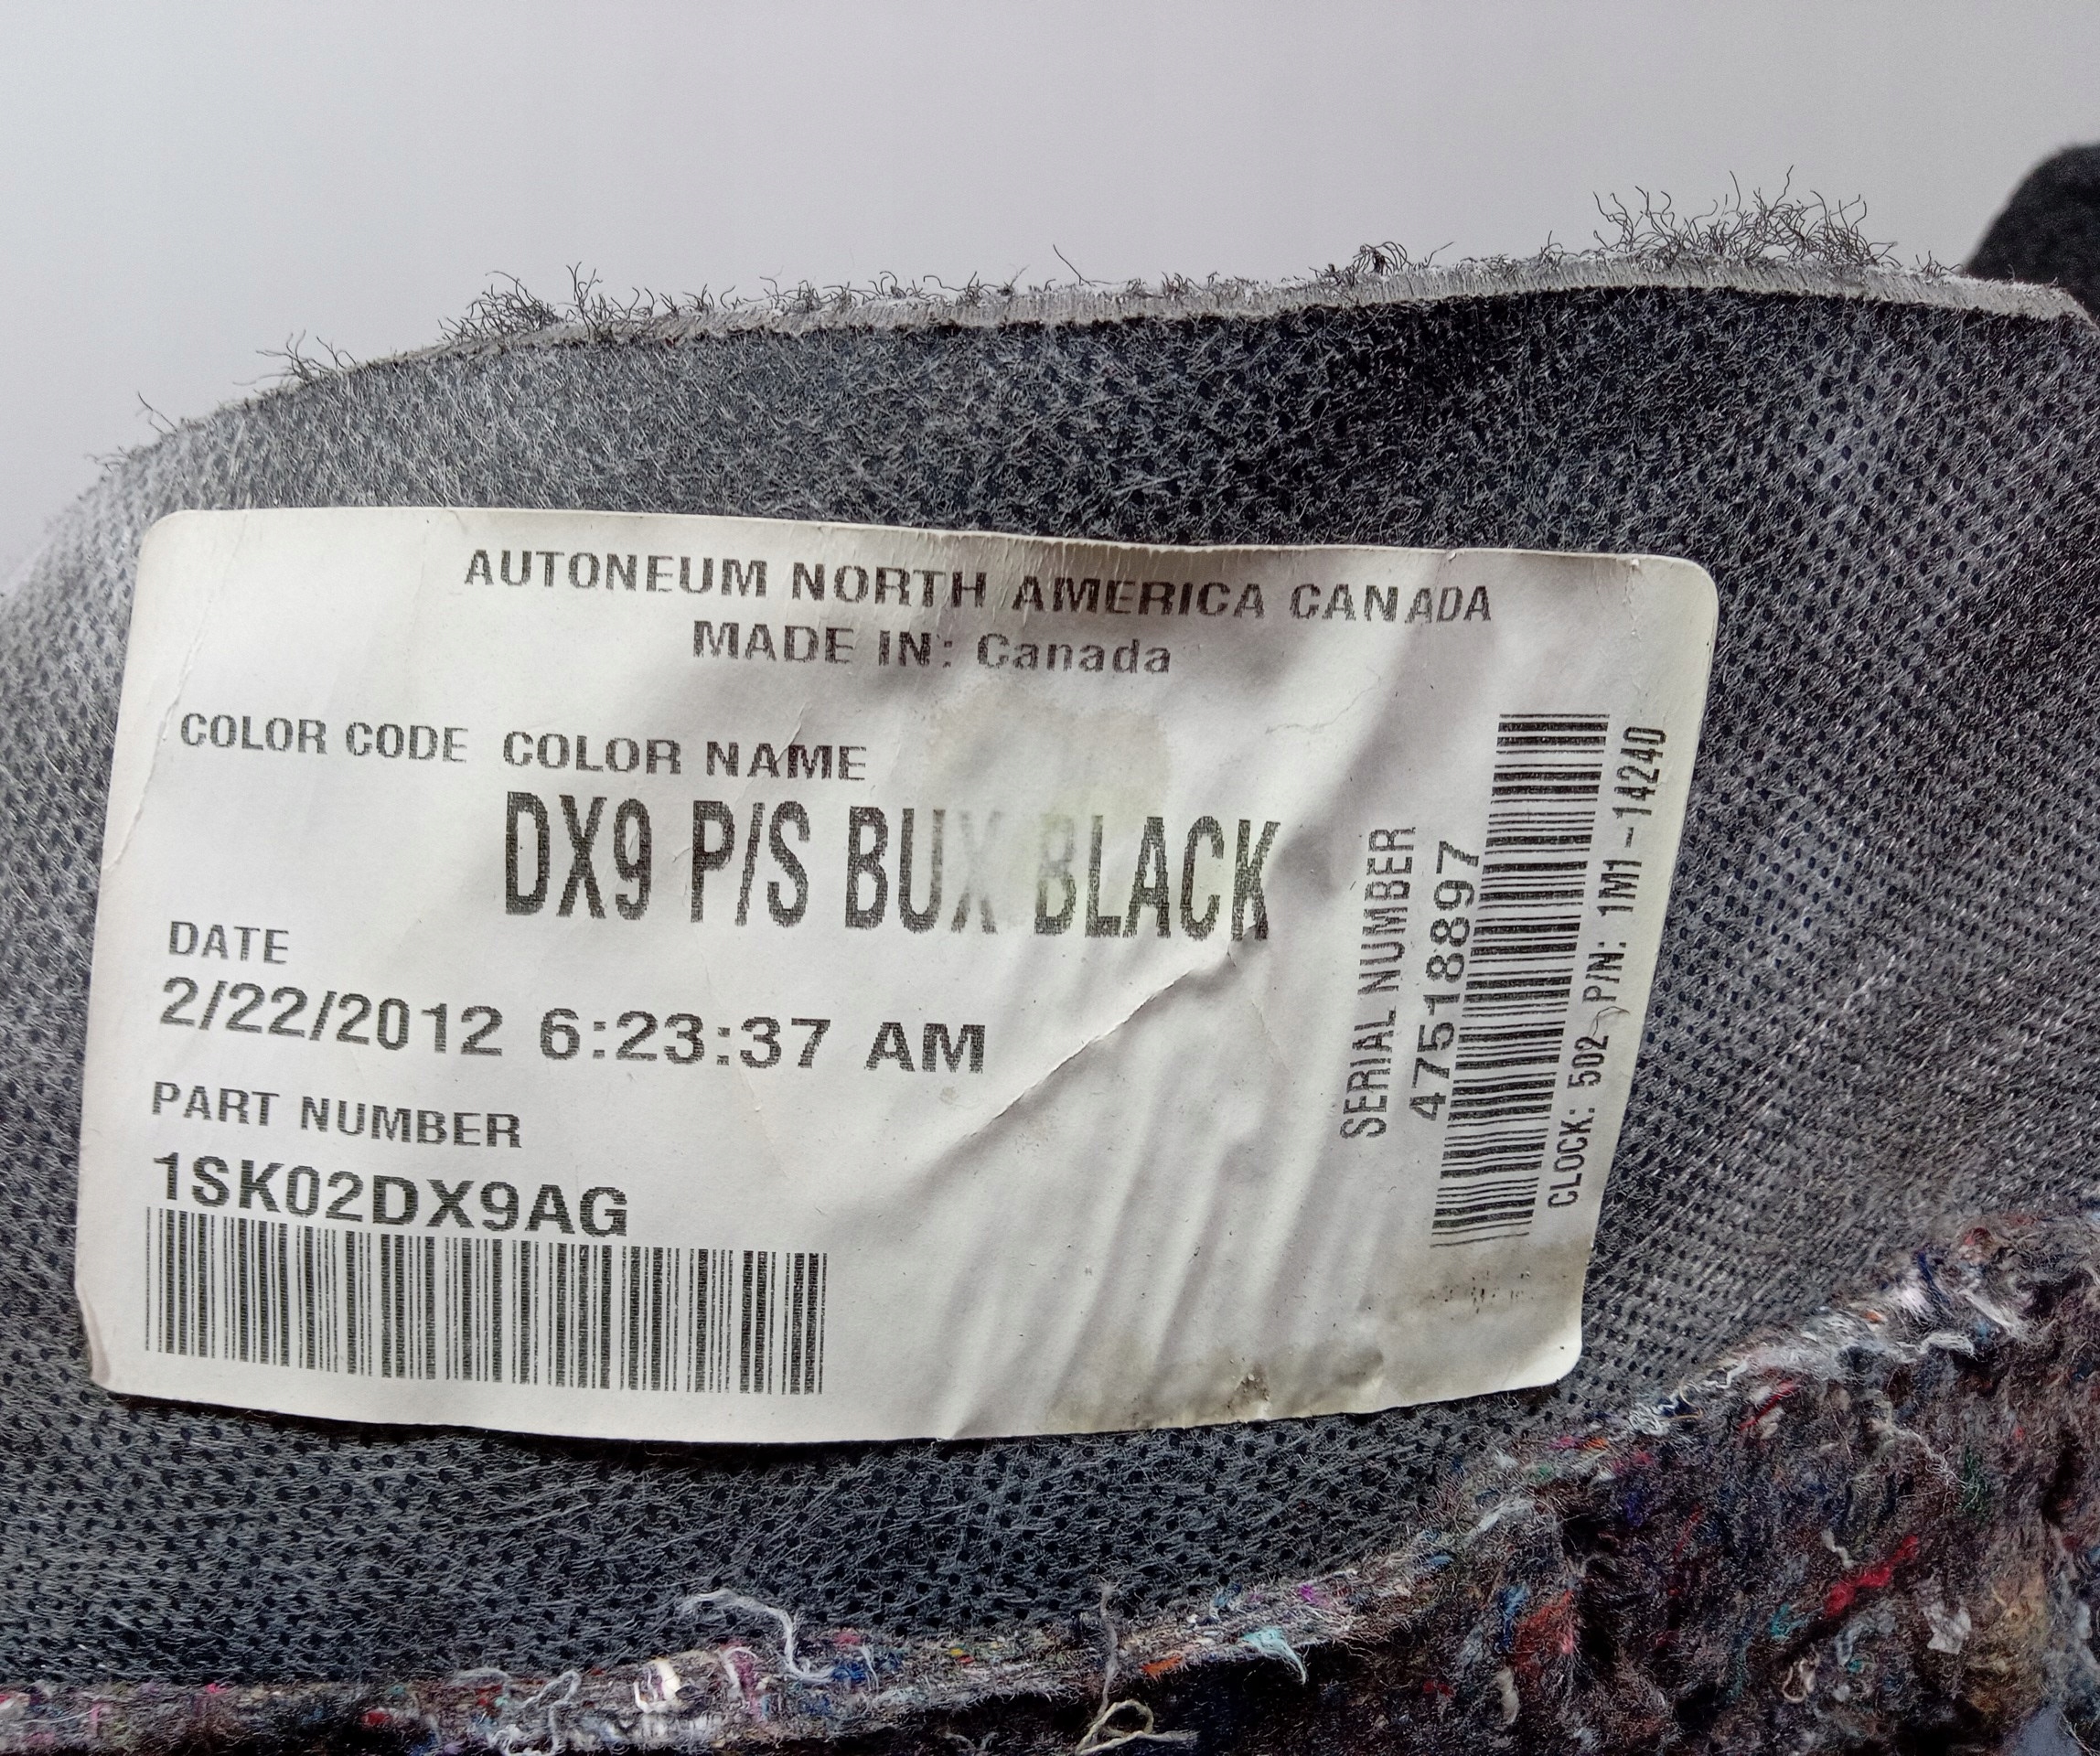 AUTONEUM NORTH AMERICA CANADA
MADE IN: Canada
COLOR CODE COLOR NAME
DX9 P/S BUX BLACK
DATE
2/22/2012 6:23:37 AM
PART NUMBER
1SK02DX9AG
SERIAL NUMBER
47518897
CLOCK: 502 P/N: 1M1-14240